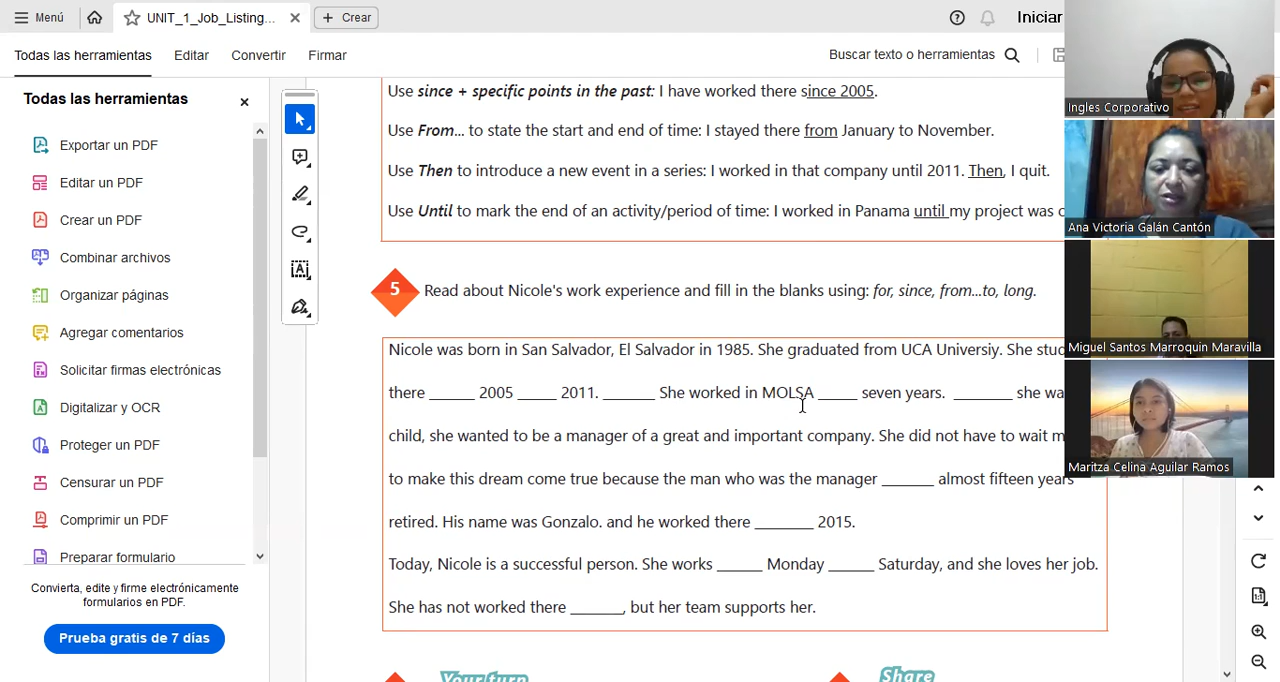 Menú
UNIT_1_Job_Listing...
Crear
Iniciar
Todas las herramientas
Editar
Convertir
Firmar
Buscar texto o herramientas
Todas las herramientas
Exportar un PDF
Editar un PDF
Crear un PDF
Combinar archivos
Organizar páginas
Agregar comentarios
Solicitar firmas electrónicas
Digitalizar y OCR
Proteger un PDF
Censurar un PDF
Comprimir un PDF
Preparar formulario
Convierta, edite y firme electrónicamente
formularios en PDF.
Prueba gratis de 7 días
Use since + specific points in the past: I have worked there since 2005.
Use From... to state the start and end of time: I stayed there from January to November.
Use Then to introduce a new event in a series: I worked in that company until 2011. Then, I quit.
Use Until to mark the end of an activity/period of time: I worked in Panama until my project was
5 Read about Nicole's work experience and fill in the blanks using: for, since, from...to, long.
Nicole was born in San Salvador, El Salvador in 1985. She graduated from UCA Universiy. She
there ______ 2005 _____ 2011. _______ She worked in MOLSA _____ seven years. ________ she
child, she wanted to be a manager of a great and important company. She did not have to wait
to make this dream come true because the man who was the manager _______ almost fifteen years
retired. His name was Gonzalo. and he worked there ________ 2015.
Today, Nicole is a successful person. She works ______ Monday ______ Saturday, and she loves her job.
She has not worked there _______, but her team supports her.
Your turn
Share
Ingles Corporativo
Ana Victoria Galán Cantón
Miguel Santos Marroquin Maravilla
Maritza Celina Aguilar Ramos